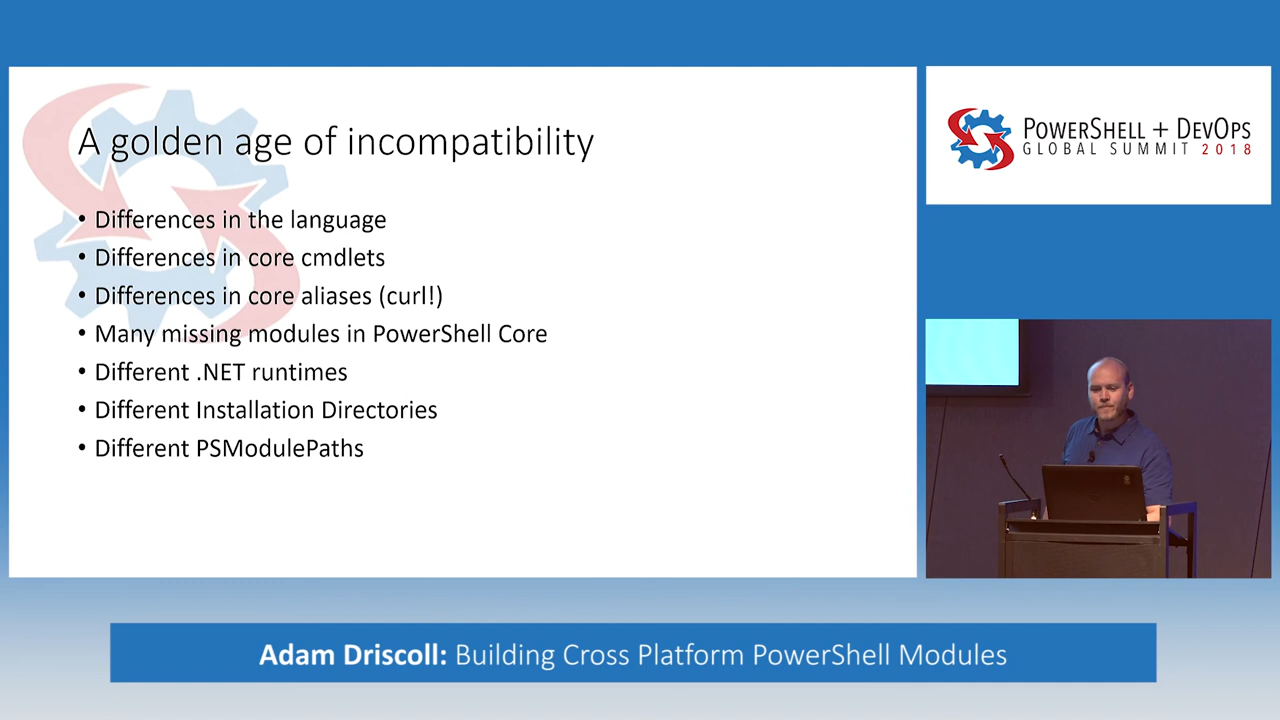 A golden age of incompatibility
• Differences in the language
• Differences in core cmdlets
• Differences in core aliases (curl!)
• Many missing modules in PowerShell Core
• Different .NET runtimes
• Different Installation Directories
• Different PSModulePaths
POWERSHELL + DEVOPS
GLOBAL SUMMIT 2018
Adam Driscoll: Building Cross Platform PowerShell Modules